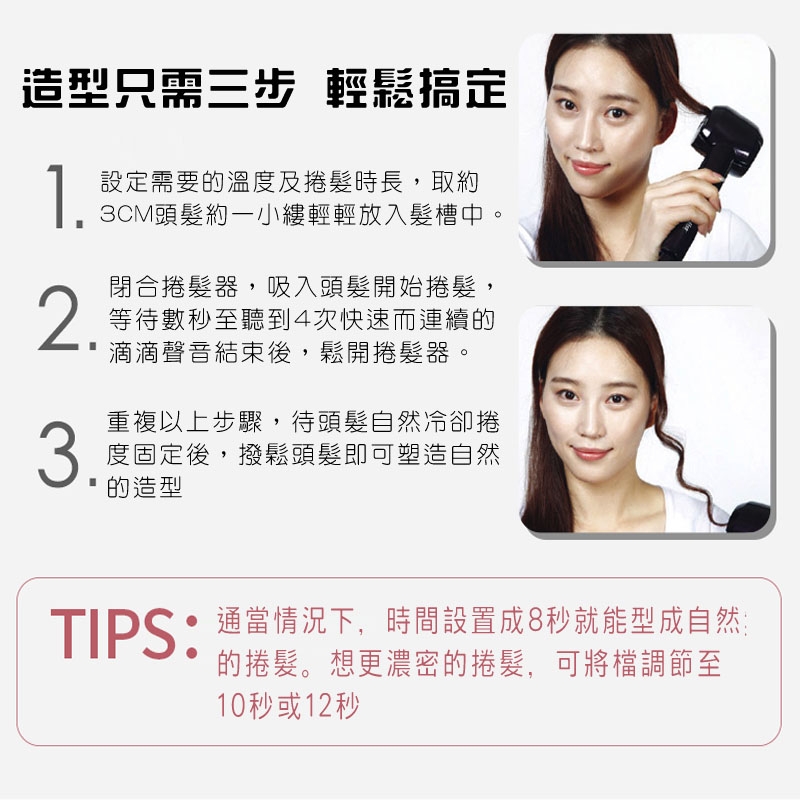 造型只需三步 輕鬆搞定
1. 設定需要的溫度及捲髮時長，取約
3CM頭髮約一小縷輕輕放入髮槽中。
2. 閉合捲髮器，吸入頭髮開始捲髮，
等待數秒至聽到4次快速而連續的
滴滴聲音結束後，鬆開捲髮器。
3. 重複以上步驟，待頭髮自然冷卻捲
度固定後，撥鬆頭髮即可塑造自然
的造型
TIPS: 通當情況下, 時間設置成8秒就能型成自然
的捲髮。想更濃密的捲髮, 可將檔調節至
10秒或12秒